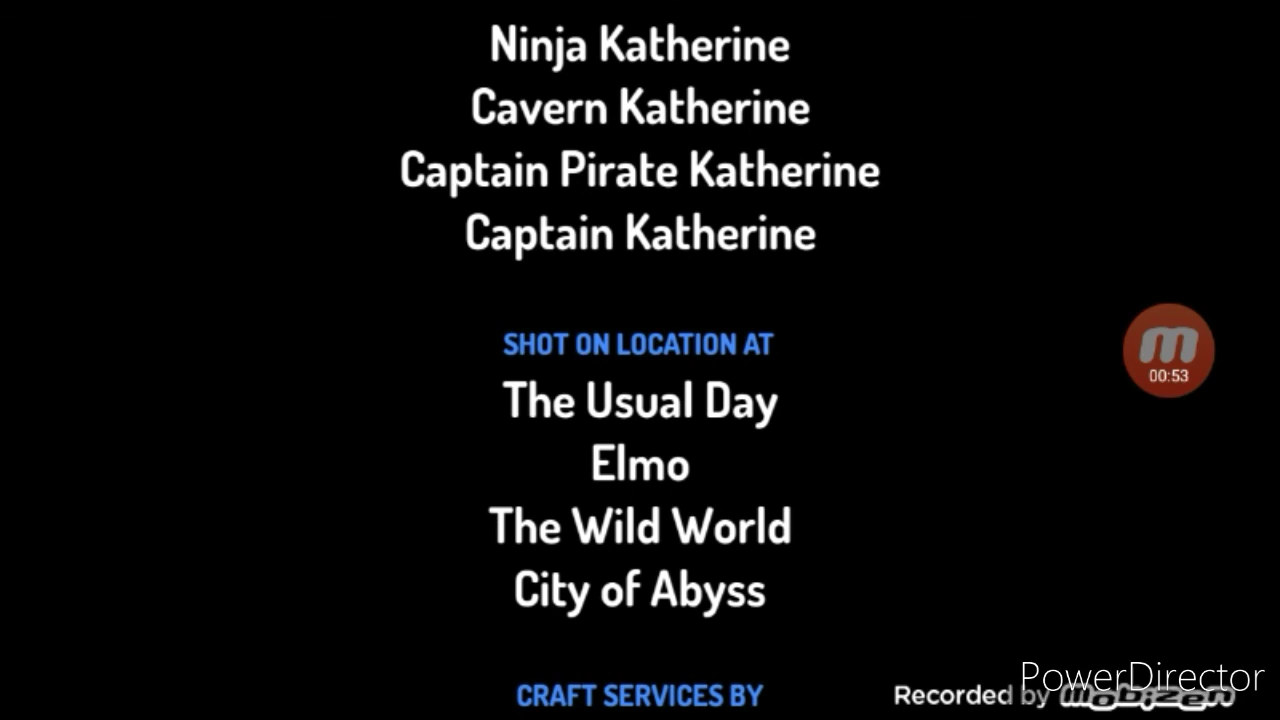 Ninja Katherine
Cavern Katherine
Captain Pirate Katherine
Captain Katherine
SHOT ON LOCATION AT
The Usual Day
Elmo
The Wild World
City of Abyss
00:53
CRAFT SERVICES BY
PowerDirector
Recorded by mobizen